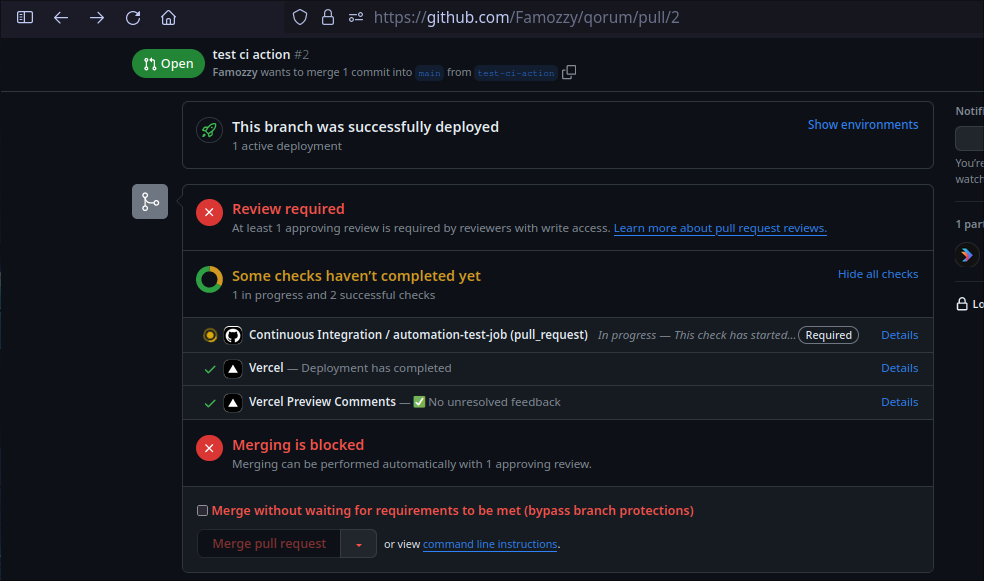 https://github.com/Famozzy/qorum/pull/2
Open
test ci action #2
Famozzy wants to merge 1 commit into main from test-ci-action
This branch was successfully deployed
1 active deployment
Show environments
Notifi
You're
watch
Review required
At least 1 approving review is required by reviewers with write access. Learn more about pull request reviews.
1 part
Some checks haven't completed yet
1 in progress and 2 successful checks
Hide all checks
Lo
Continuous Integration / automation-test-job (pull_request) In progress — This check has started... Required Details
Vercel — Deployment has completed Details
Vercel Preview Comments — ✅ No unresolved feedback Details
Merging is blocked
Merging can be performed automatically with 1 approving review.
Merge without waiting for requirements to be met (bypass branch protections)
Merge pull request
or view command line instructions.